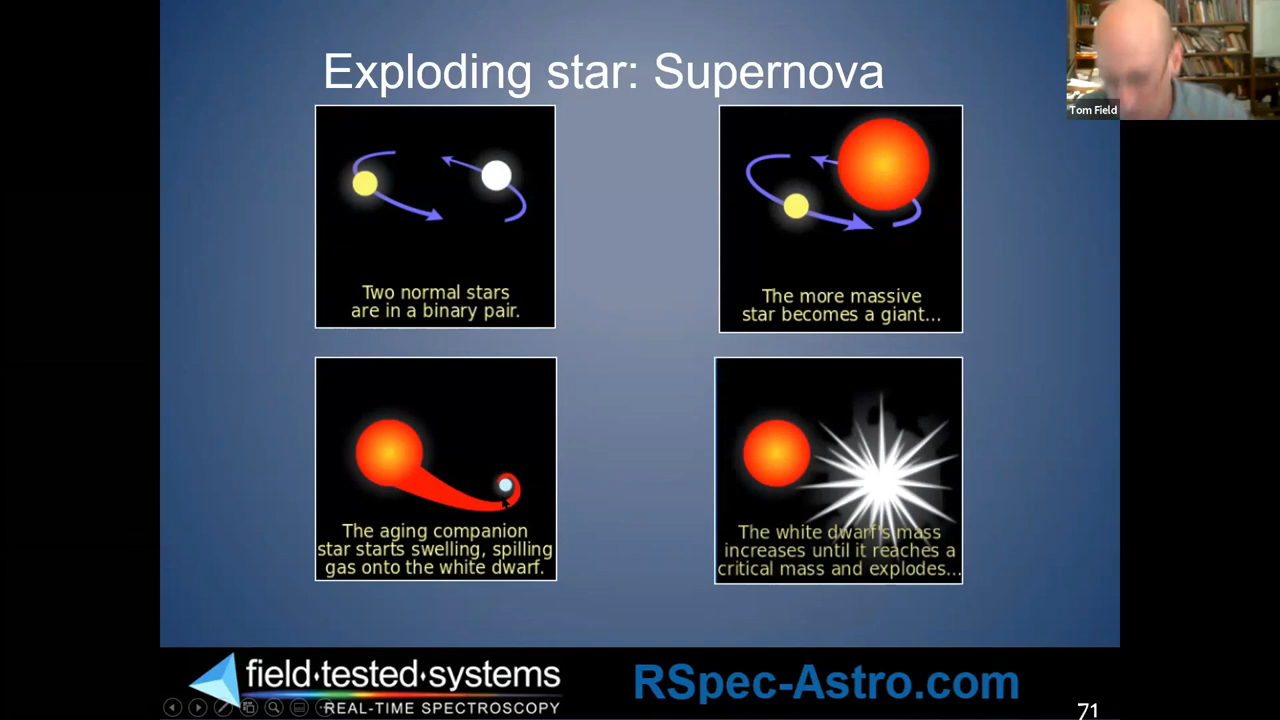 Exploding star: Supernova
Tom Field
Two normal stars
are in a binary pair.
The more massive
star becomes a giant...
The aging companion
star starts swelling, spilling
gas onto the white dwarf.
The white dwarf's mass
increases until it reaches a
critical mass and explodes...
field·tested·systems
REAL-TIME SPECTROSCOPY
RSpec-Astro.com
71